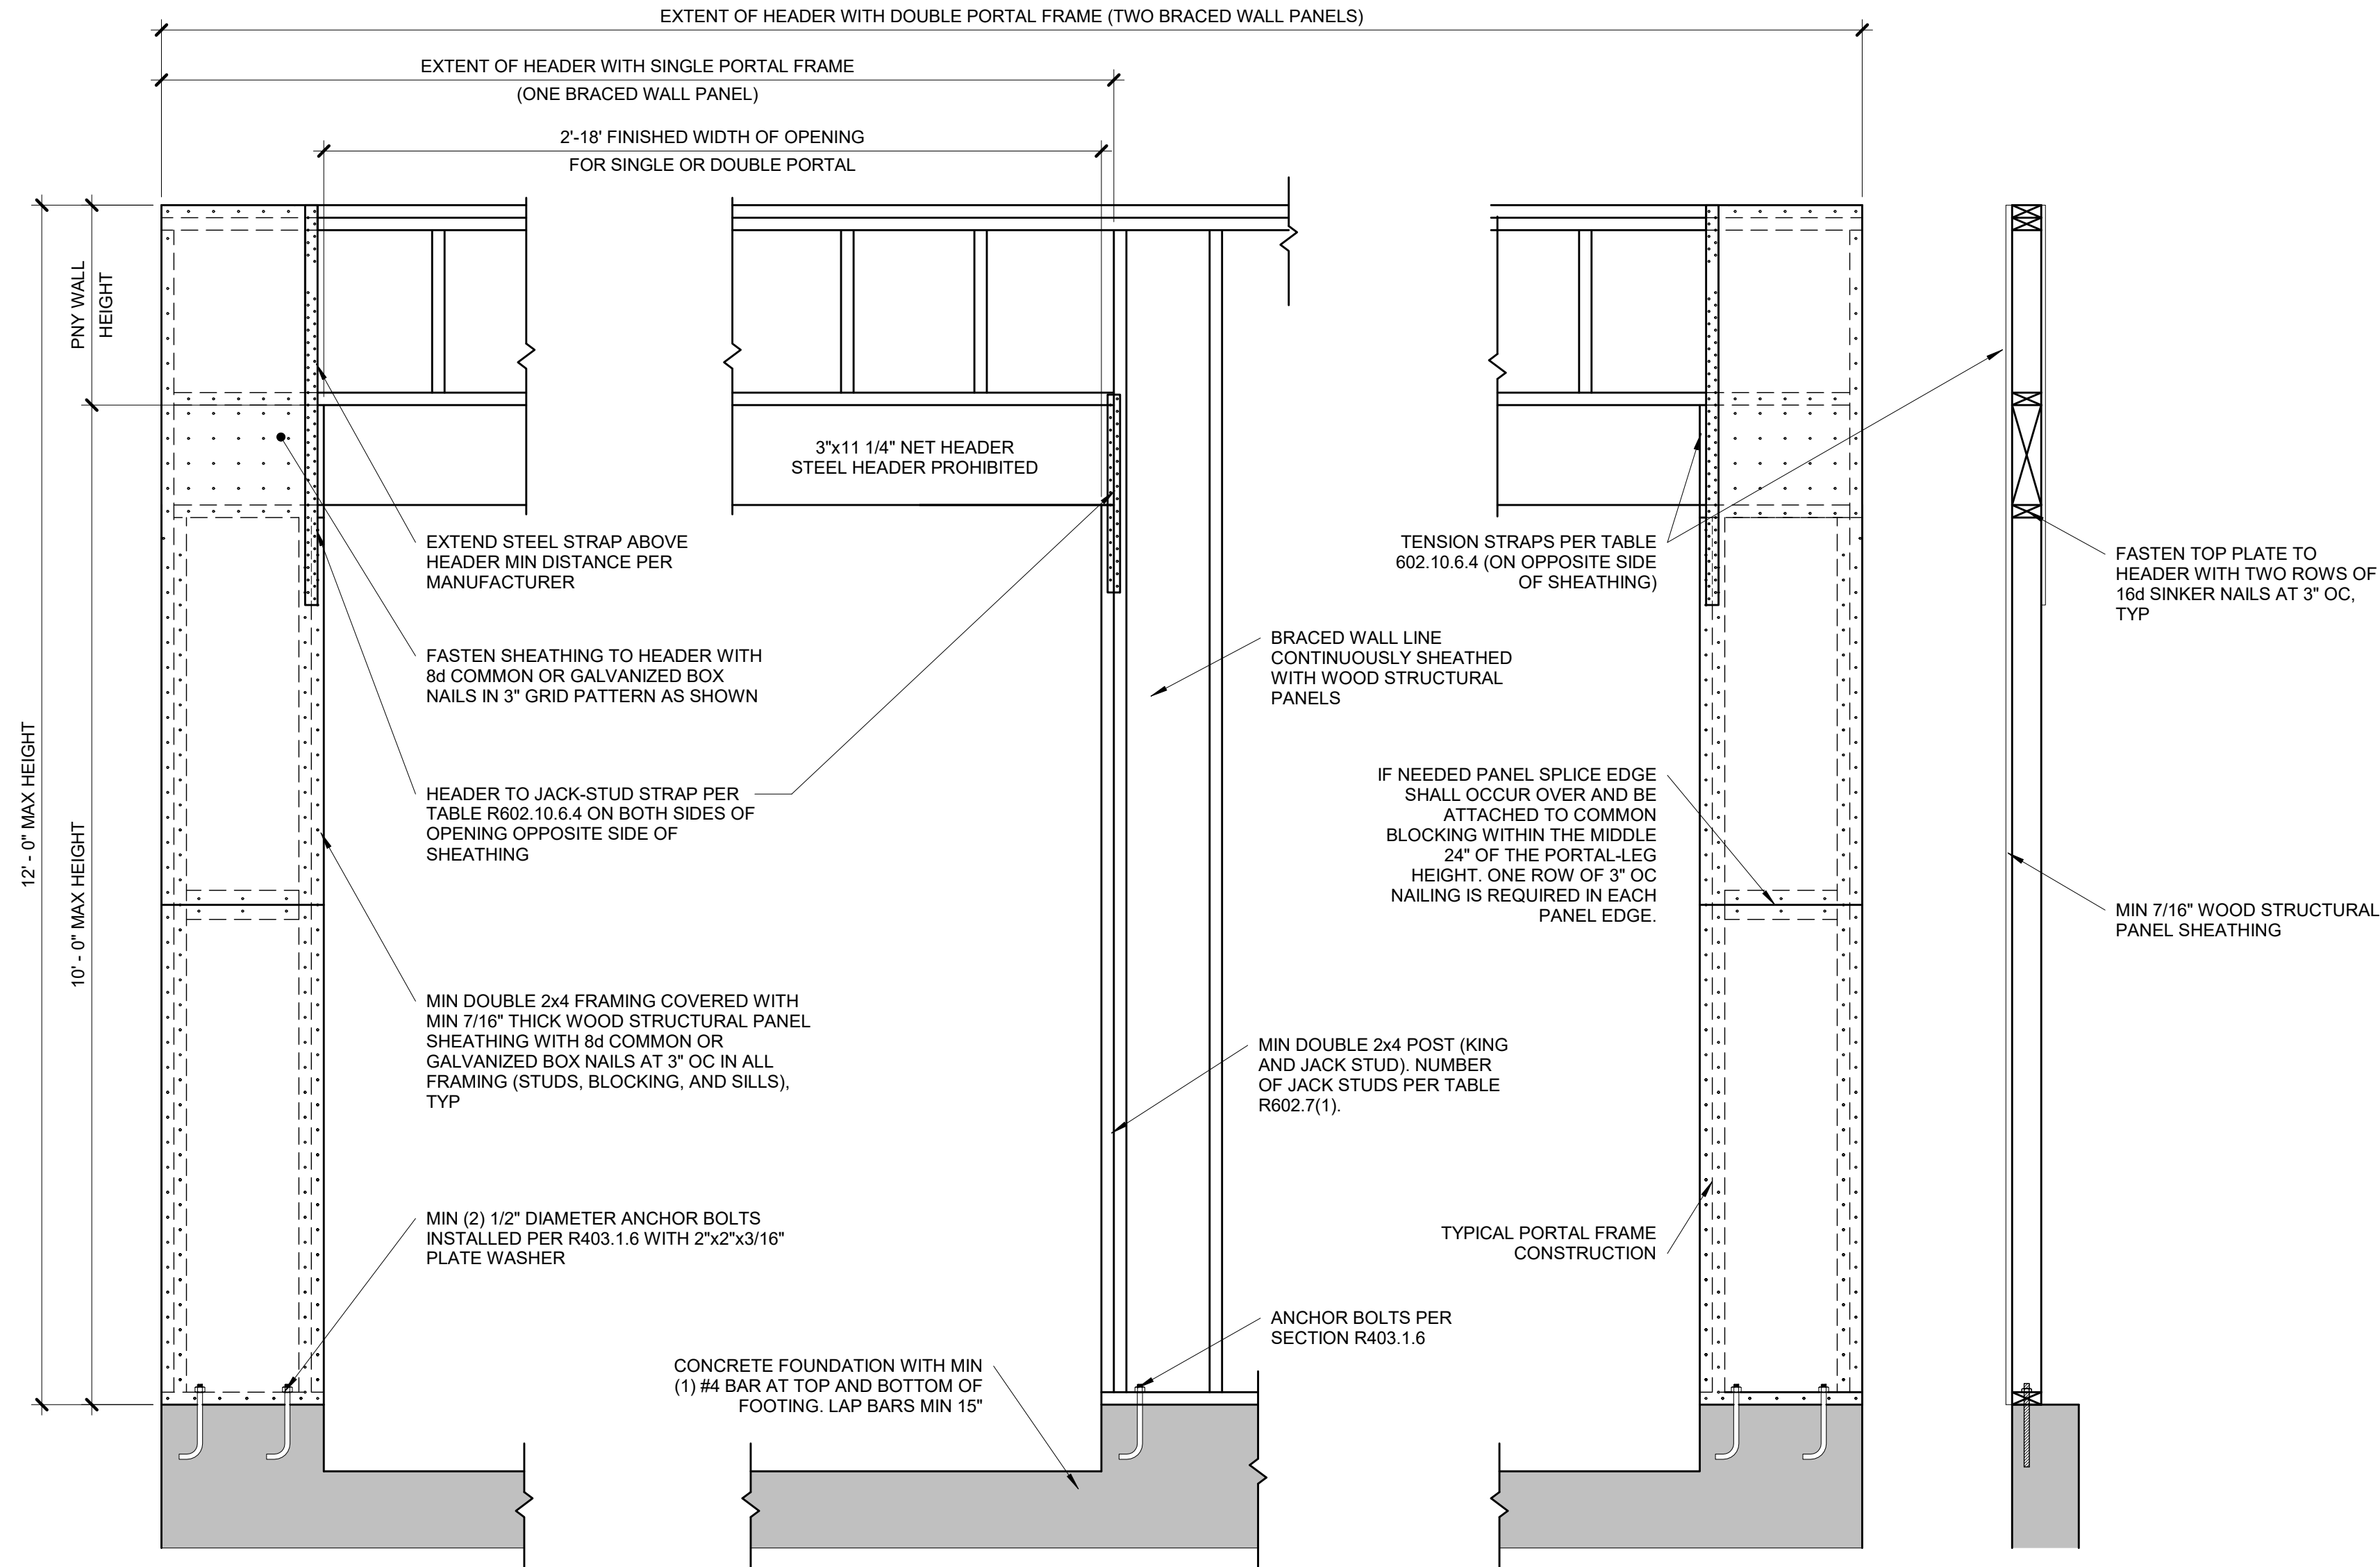 EXTENT OF HEADER WITH DOUBLE PORTAL FRAME (TWO BRACED WALL PANELS)
EXTENT OF HEADER WITH SINGLE PORTAL FRAME
(ONE BRACED WALL PANEL)
2'-18' FINISHED WIDTH OF OPENING
FOR SINGLE OR DOUBLE PORTAL
PNY WALL
HEIGHT
12' - 0" MAX HEIGHT
10' - 0" MAX HEIGHT
3"x11 1/4" NET HEADER
STEEL HEADER PROHIBITED
EXTEND STEEL STRAP ABOVE
HEADER MIN DISTANCE PER
MANUFACTURER
FASTEN SHEATHING TO HEADER WITH
8d COMMON OR GALVANIZED BOX
NAILS IN 3" GRID PATTERN AS SHOWN
HEADER TO JACK-STUD STRAP PER
TABLE R602.10.6.4 ON BOTH SIDES OF
OPENING OPPOSITE SIDE OF
SHEATHING
MIN DOUBLE 2x4 FRAMING COVERED WITH
MIN 7/16" THICK WOOD STRUCTURAL PANEL
SHEATHING WITH 8d COMMON OR
GALVANIZED BOX NAILS AT 3" OC IN ALL
FRAMING (STUDS, BLOCKING, AND SILLS),
TYP
MIN (2) 1/2" DIAMETER ANCHOR BOLTS
INSTALLED PER R403.1.6 WITH 2"x2"x3/16"
PLATE WASHER
CONCRETE FOUNDATION WITH MIN
(1) #4 BAR AT TOP AND BOTTOM OF
FOOTING. LAP BARS MIN 15"
BRACED WALL LINE
CONTINUOUSLY SHEATHED
WITH WOOD STRUCTURAL
PANELS
MIN DOUBLE 2x4 POST (KING
AND JACK STUD). NUMBER
OF JACK STUDS PER TABLE
R602.7(1).
ANCHOR BOLTS PER
SECTION R403.1.6
TENSION STRAPS PER TABLE
602.10.6.4 (ON OPPOSITE SIDE
OF SHEATHING)
IF NEEDED PANEL SPLICE EDGE
SHALL OCCUR OVER AND BE
ATTACHED TO COMMON
BLOCKING WITHIN THE MIDDLE
24" OF THE PORTAL-LEG
HEIGHT. ONE ROW OF 3" OC
NAILING IS REQUIRED IN EACH
PANEL EDGE.
TYPICAL PORTAL FRAME
CONSTRUCTION
FASTEN TOP PLATE TO
HEADER WITH TWO ROWS OF
16d SINKER NAILS AT 3" OC,
TYP
MIN 7/16" WOOD STRUCTURAL
PANEL SHEATHING